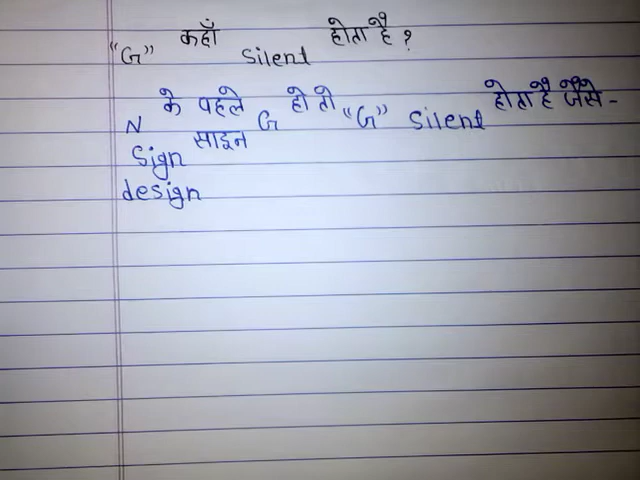 "G" कहाँ silent होता है ?
N के पहले G हो तो "G" silent होता है जैसे -
Sign साइन
design